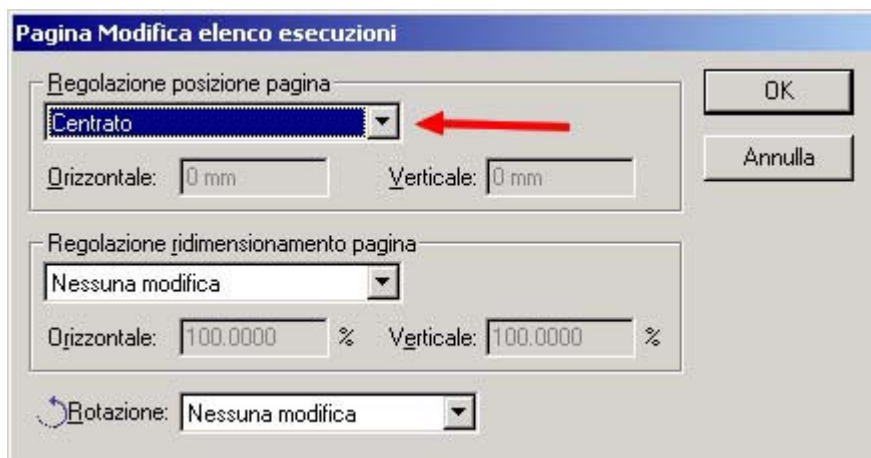 Pagina Modifica elenco esecuzioni
Regolazione posizione pagina
Centrato
Orizzontale: 0 mm Verticale: 0 mm
OK
Annulla
Regolazione ridimensionamento pagina
Nessuna modifica
Orizzontale: 100.0000 % Verticale: 100.0000 %
Rotazione: Nessuna modifica